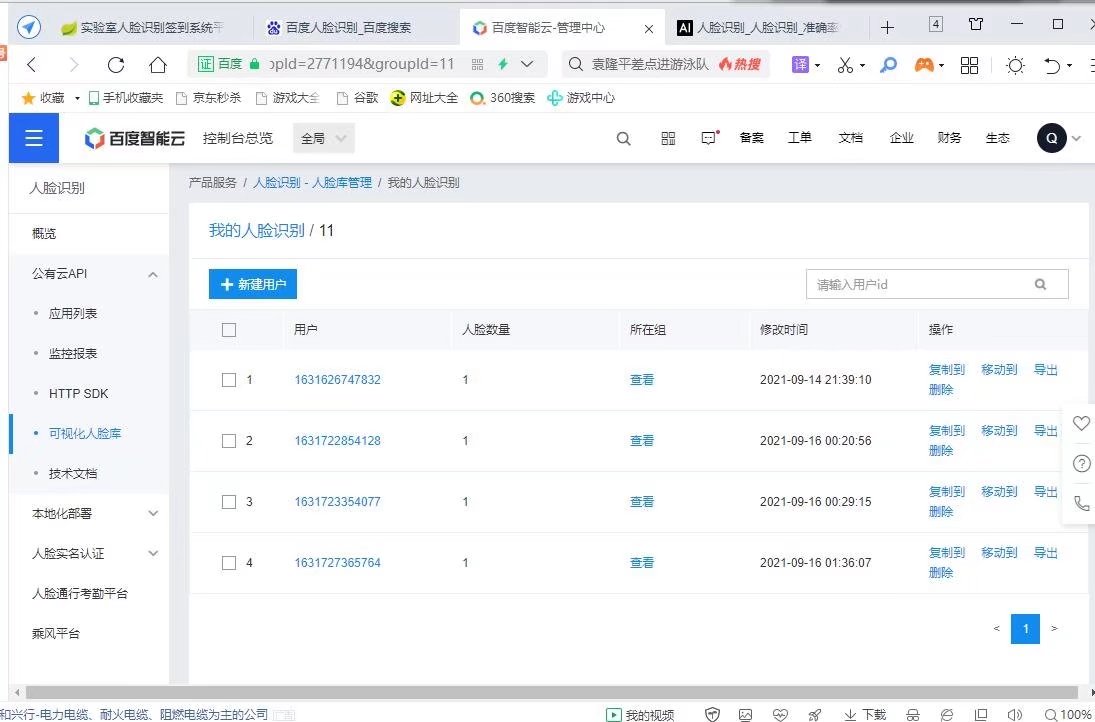 实验室人脸识别签到系统平
百度人脸识别_百度搜索
百度智能云-管理中心
人脸识别_人脸识别_准确率
4
证 百度 opId=2771194&groupId=11
袁隆平差点进游泳队 热搜
译
收藏 手机收藏夹 京东秒杀 游戏大全 谷歌 网址大全 360搜索 游戏中心
百度智能云 控制台总览 全局 备案 工单 文档 企业 财务 生态 Q
人脸识别
概览
公有云API
应用列表
监控报表
HTTP SDK
可视化人脸库
技术文档
本地化部署
人脸实名认证
人脸通行考勤平台
乘风平台
产品服务 / 人脸识别 - 人脸库管理 / 我的人脸识别
我的人脸识别 / 11
+ 新建用户
请输入用户id
用户 人脸数量 所在组 修改时间 操作
1 1631626747832 1 查看 2021-09-14 21:39:10 复制到 移动到 导出
删除
2 1631722854128 1 查看 2021-09-16 00:20:56 复制到 移动到 导出
删除
3 1631723354077 1 查看 2021-09-16 00:29:15 复制到 移动到 导出
删除
4 1631727365764 1 查看 2021-09-16 01:36:07 复制到 移动到 导出
删除
< 1 >
和兴行-电力电缆、耐火电缆、阻燃电缆为主的公司
我的视频 下载 100%